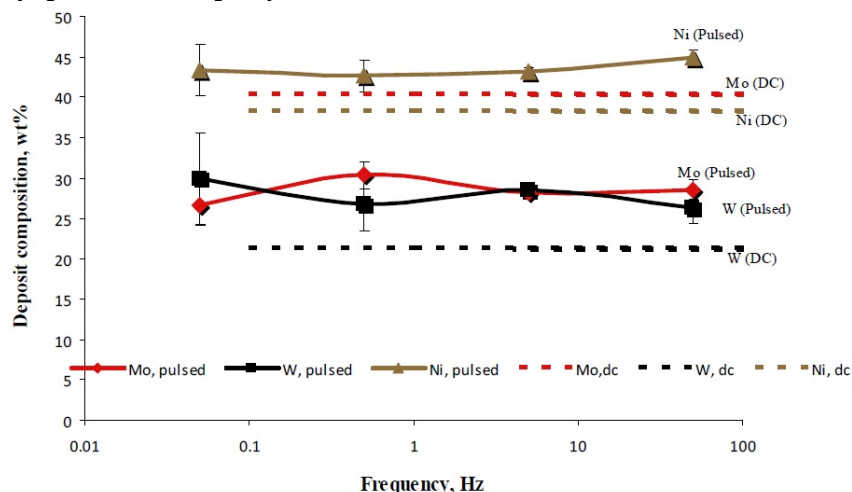 50
45
40
35
30
25
20
15
10
5
0
Deposit composition, wt%
Ni (Pulsed)
Mo (DC)
Ni (DC)
Mo (Pulsed)
W (Pulsed)
W (DC)
Mo, pulsed W, pulsed Ni, pulsed Mo,dc W, dc Ni, dc
0.01 0.1 1 10 100
Frequency, Hz